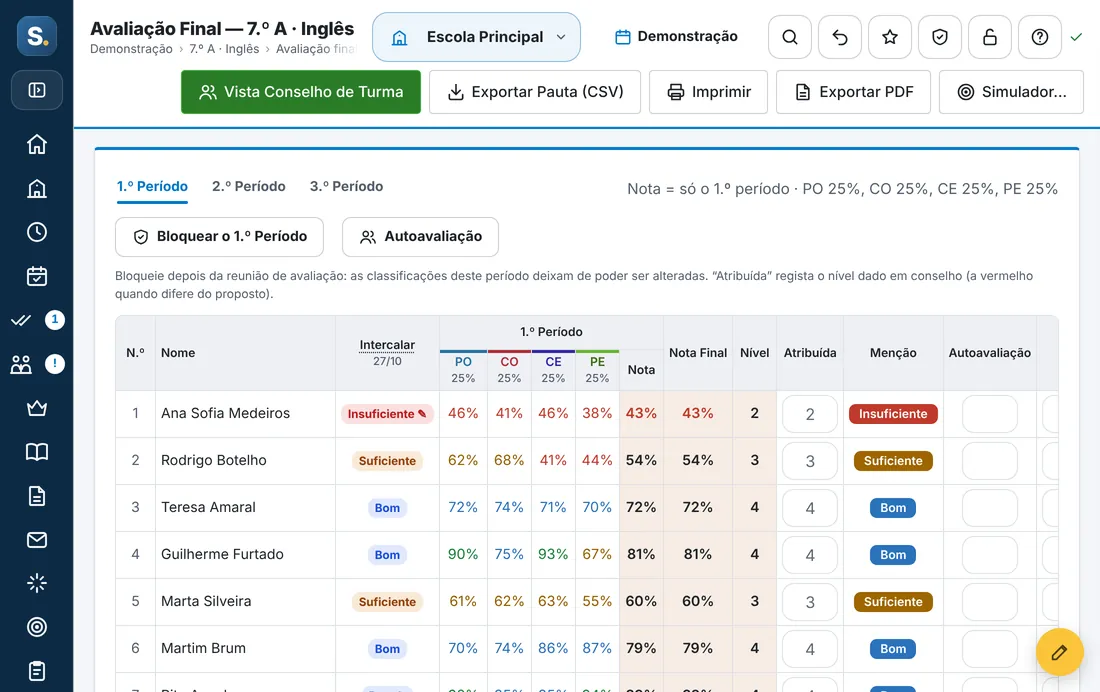 S.
Avaliação Final — 7.º A · Inglês
Demonstração › 7.º A · Inglês › Avaliação fina
Escola Principal
Demonstração
Vista Conselho de Turma
Exportar Pauta (CSV)
Imprimir
Exportar PDF
Simulador...
1
!
1.º Período 2.º Período 3.º Período
Nota = só o 1.º período · PO 25%, CO 25%, CE 25%, PE 25%
Bloquear o 1.º Período
Autoavaliação
Bloqueie depois da reunião de avaliação: as classificações deste período deixam de poder ser alteradas. “Atribuída” regista o nível dado em conselho (a vermelho
quando difere do proposto).
N.º Nome Intercalar 27/10 1.º Período PO 25% CO 25% CE 25% PE 25% Nota Nota Final Nível Atribuída Menção Autoavaliação
1 Ana Sofia Medeiros Insuficiente ✎ 46% 41% 46% 38% 43% 43% 2 2 Insuficiente
2 Rodrigo Botelho Suficiente 62% 68% 41% 44% 54% 54% 3 3 Suficiente
3 Teresa Amaral Bom 72% 74% 71% 70% 72% 72% 4 4 Bom
4 Guilherme Furtado Bom 90% 75% 93% 67% 81% 81% 4 4 Bom
5 Marta Silveira Suficiente 61% 62% 63% 55% 60% 60% 3 3 Suficiente
6 Martim Brum Bom 70% 74% 86% 87% 79% 79% 4 4 Bom